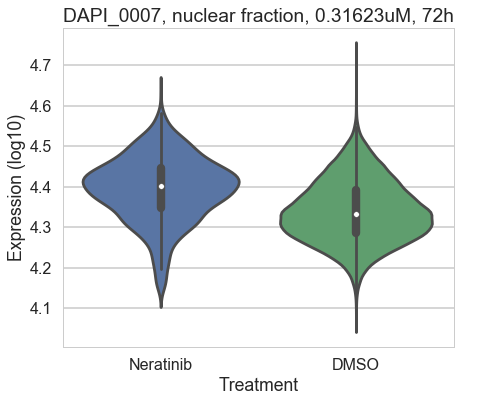 DAPI_0007, nuclear fraction, 0.31623uM, 72h
Expression (log10)
4.7
4.6
4.5
4.4
4.3
4.2
4.1
Neratinib DMSO
Treatment